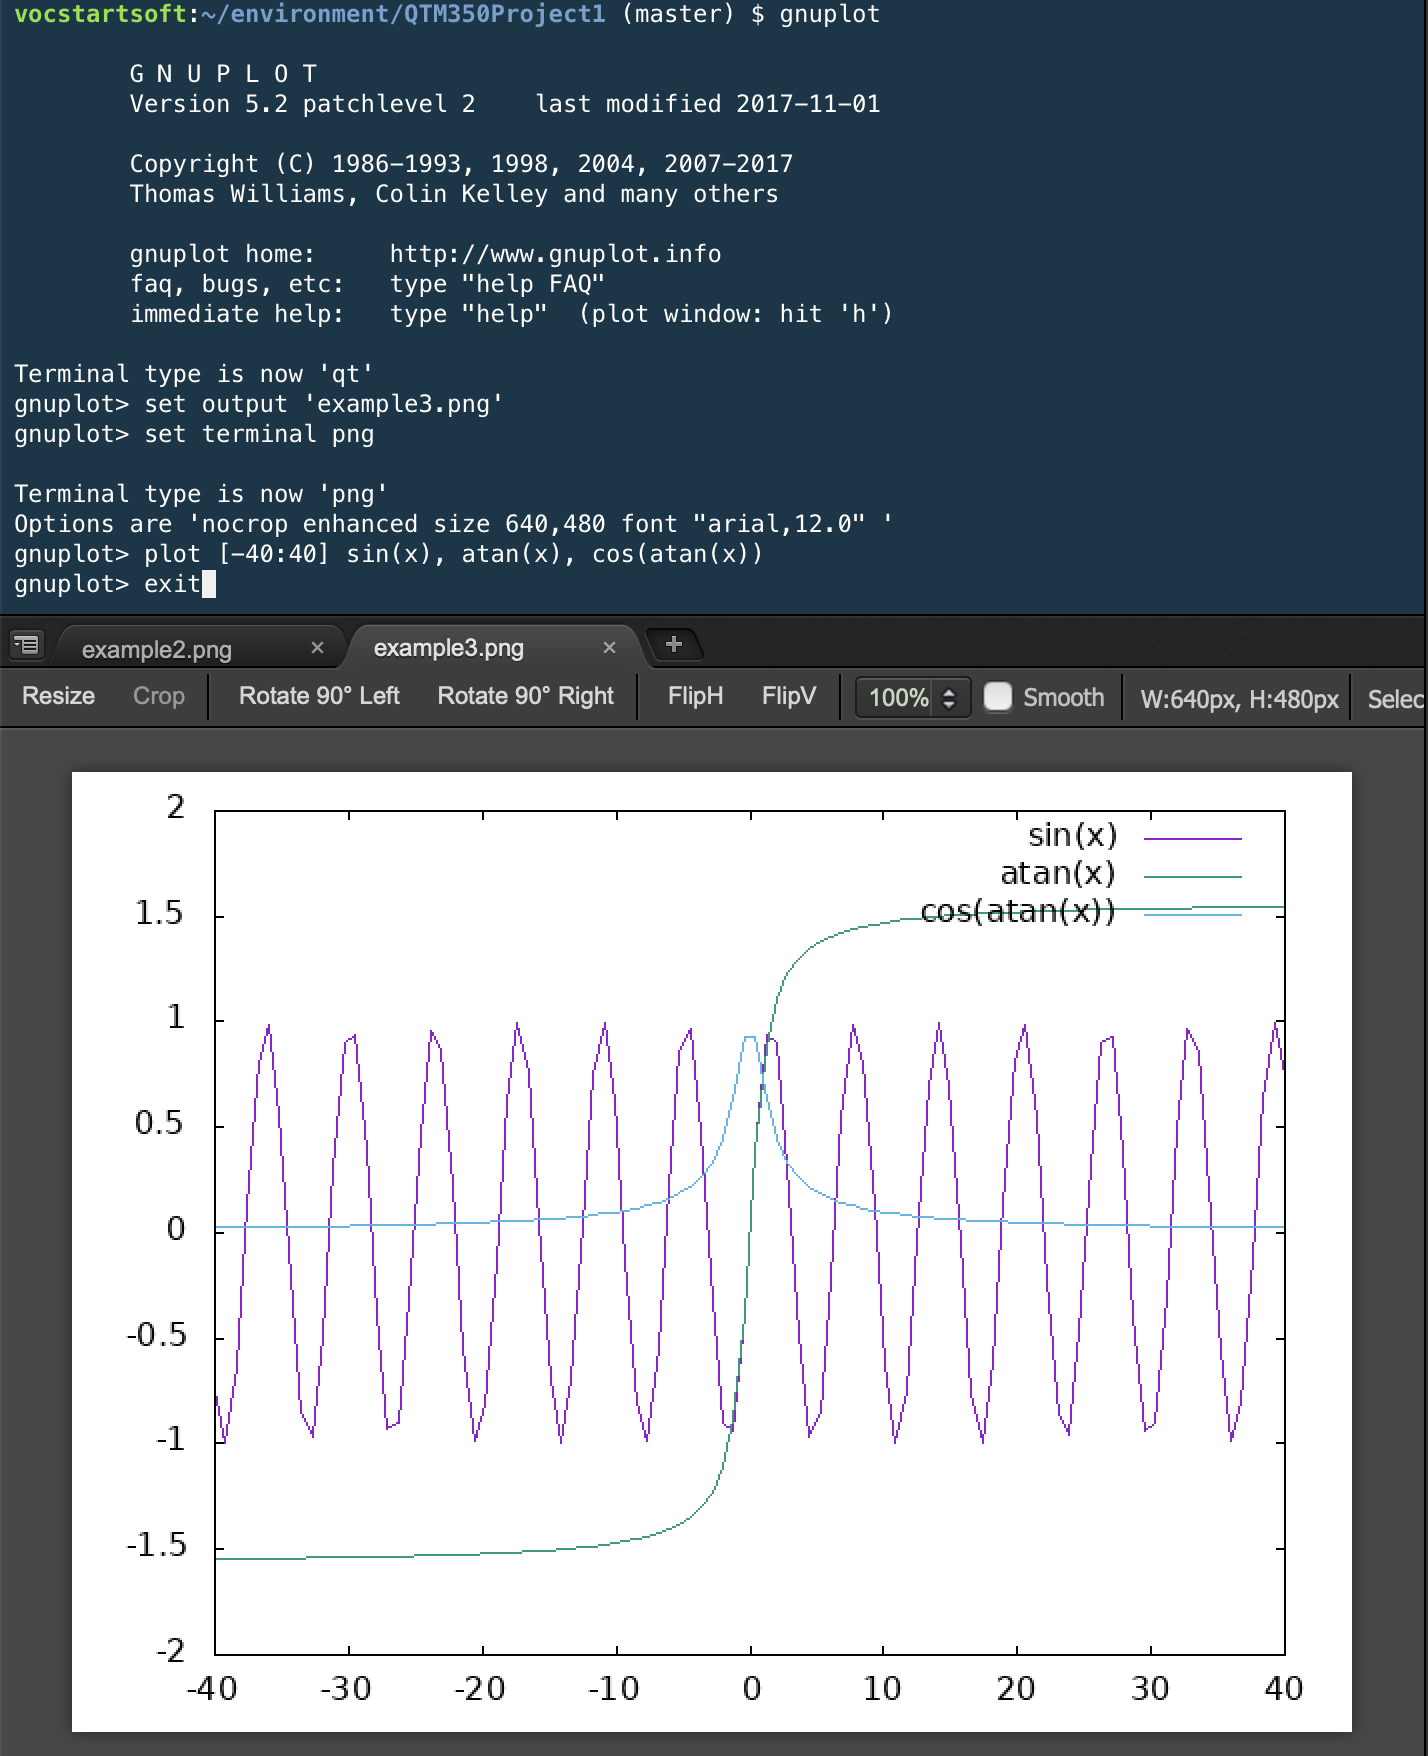 vocstartsoft:~/environment/QTM350Project1 (master) $ gnuplot
G N U P L O T
Version 5.2 patchlevel 2    last modified 2017-11-01
Copyright (C) 1986-1993, 1998, 2004, 2007-2017
Thomas Williams, Colin Kelley and many others
gnuplot home:     http://www.gnuplot.info
faq, bugs, etc:   type "help FAQ"
immediate help:   type "help"  (plot window: hit 'h')
Terminal type is now 'qt'
gnuplot> set output 'example3.png'
gnuplot> set terminal png
Terminal type is now 'png'
Options are 'nocrop enhanced size 640,480 font "arial,12.0" '
gnuplot> plot [-40:40] sin(x), atan(x), cos(atan(x))
gnuplot> exit
example2.png × example3.png × +
Resize Crop Rotate 90° Left Rotate 90° Right FlipH FlipV 100% Smooth W:640px, H:480px Selec
2
sin(x)
atan(x)
1.5
cos(atan(x))
1
0.5
0
-0.5
-1
-1.5
-2
-40 -30 -20 -10 0 10 20 30 40